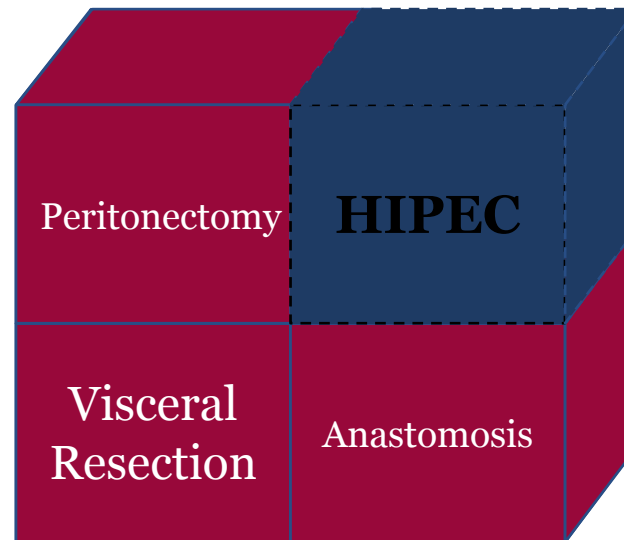 Peritonectomy
HIPEC
Visceral
Resection
Anastomosis